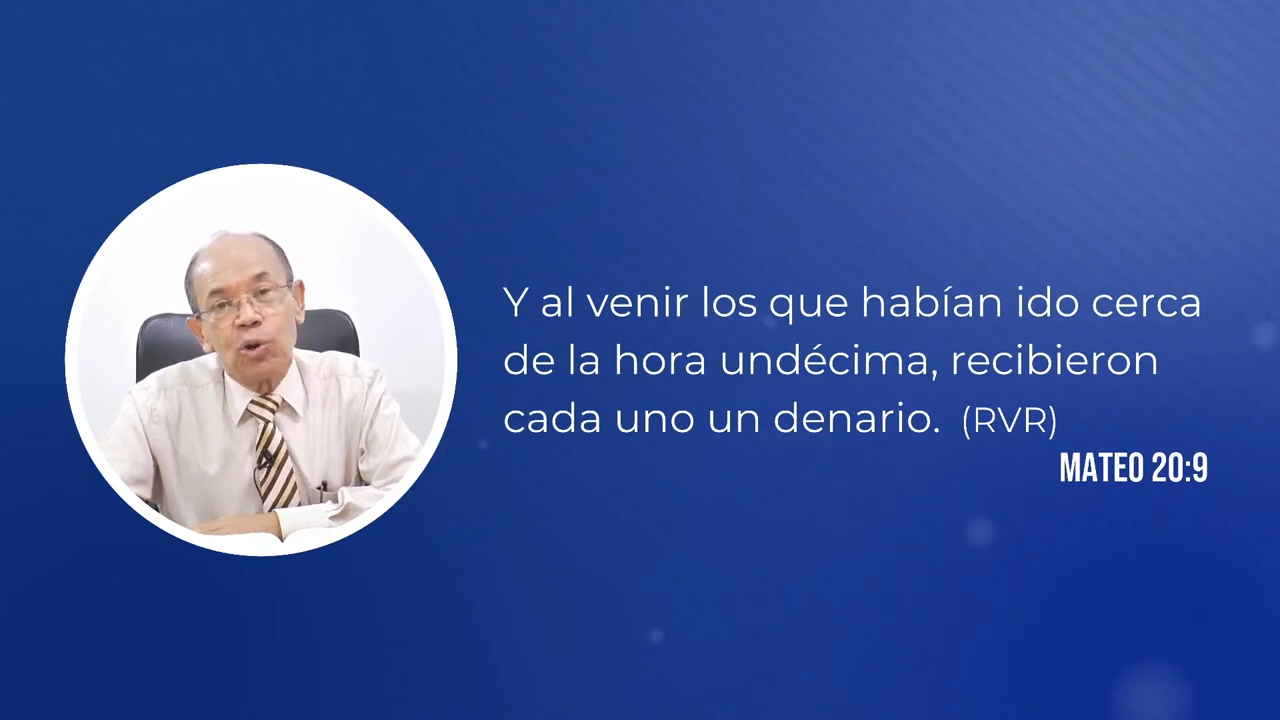 Y al venir los que habían ido cerca
de la hora undécima, recibieron
cada uno un denario. (RVR)
MATEO 20:9